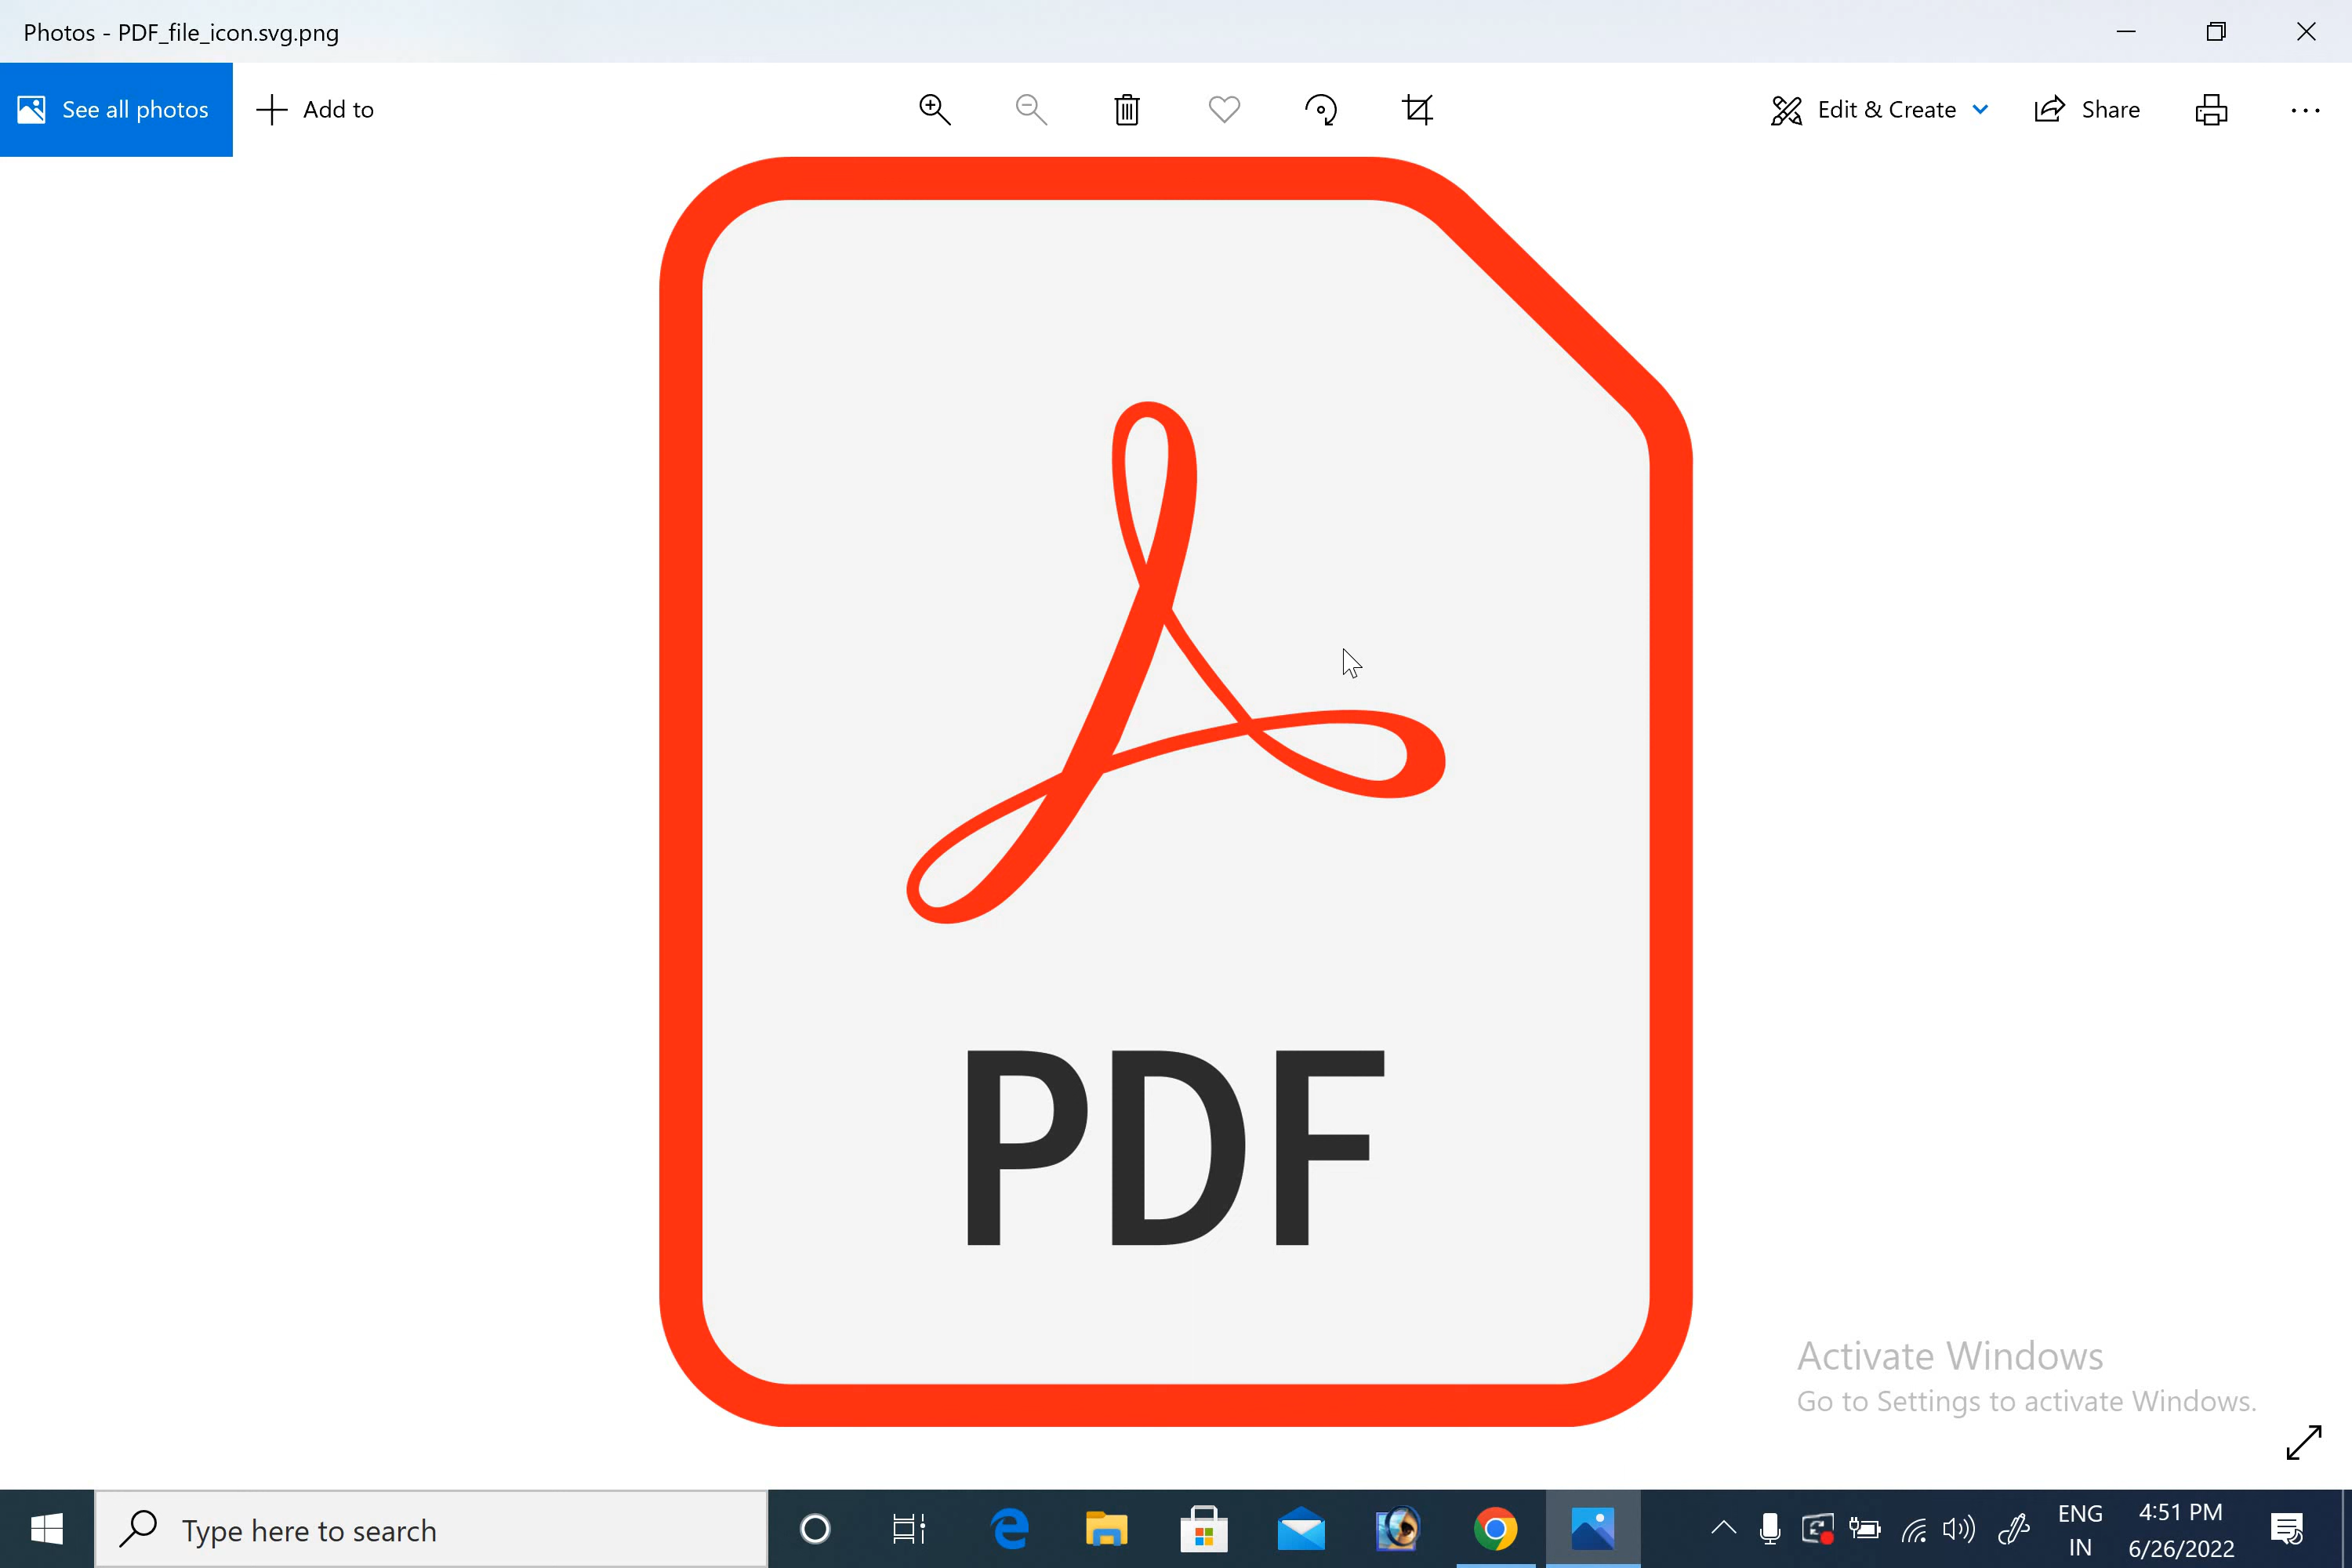 Photos - PDF_file_icon.svg.png
See all photos
Add to
Edit & Create
Share
PDF
Activate Windows
Go to Settings to activate Windows.
Type here to search
ENG
IN
4:51 PM
6/26/2022